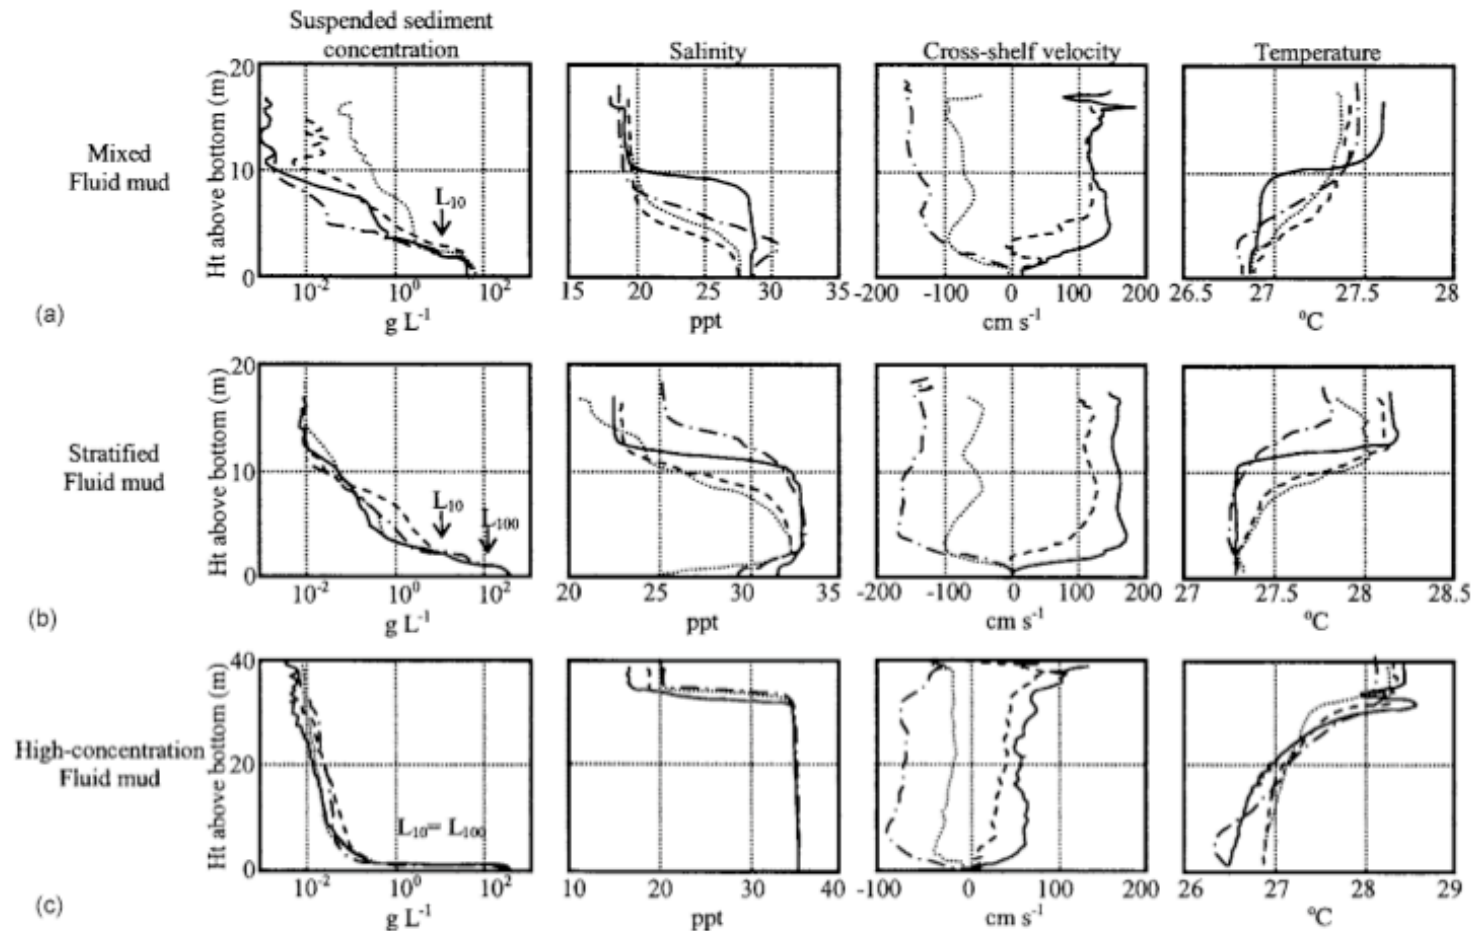 Suspended sediment
concentration
Salinity
Cross-shelf velocity
Temperature
(a)
Mixed
Fluid mud
Ht above bottom (m)
20
10
0
L10
10-2 100 102
g L-1
15 20 25 30 35
ppt
-200 -100 0 100 200
cm s-1
26.5 27 27.5 28
oC
(b)
Stratified
Fluid mud
Ht above bottom (m)
20
10
0
L10
L100
10-2 100 102
g L-1
20 25 30 35
ppt
-200 -100 0 100 200
cm s-1
27 27.5 28 28.5
oC
(c)
High-concentration
Fluid mud
Ht above bottom (m)
40
20
0
L10= L100
10-2 100 102
g L-1
10 20 30 40
ppt
-100 0 100 200
cm s-1
26 27 28 29
oC